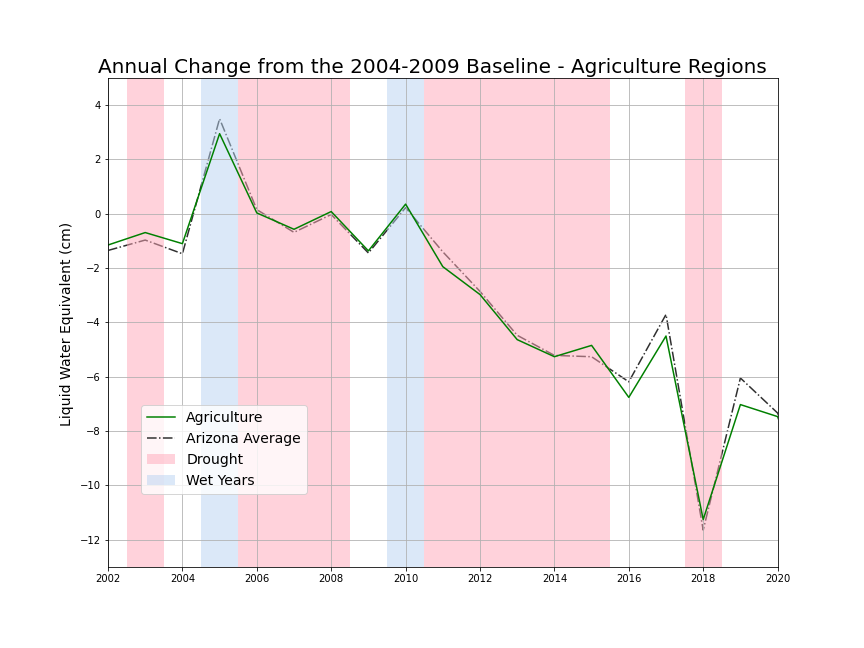 Annual Change from the 2004-2009 Baseline - Agriculture Regions
Liquid Water Equivalent (cm)
4
2
0
−2
−4
−6
−8
−10
−12
Agriculture
Arizona Average
Drought
Wet Years
2002 2004 2006 2008 2010 2012 2014 2016 2018 2020